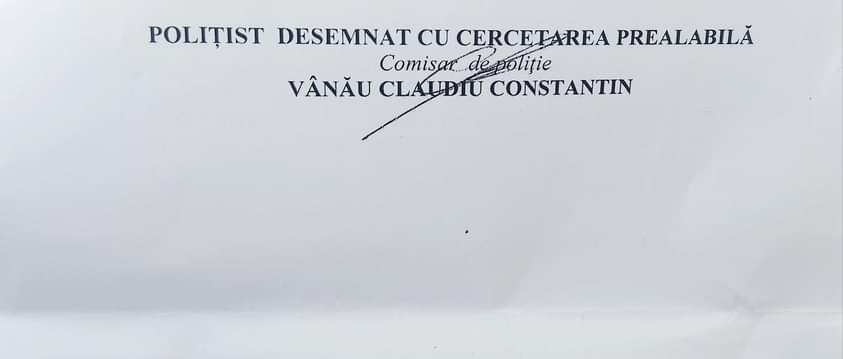 POLIȚIST DESEMNAT CU CERCETAREA PREALABILĂ
Comisar de poliție
VÂNĂU CLAUDIU CONSTANTIN